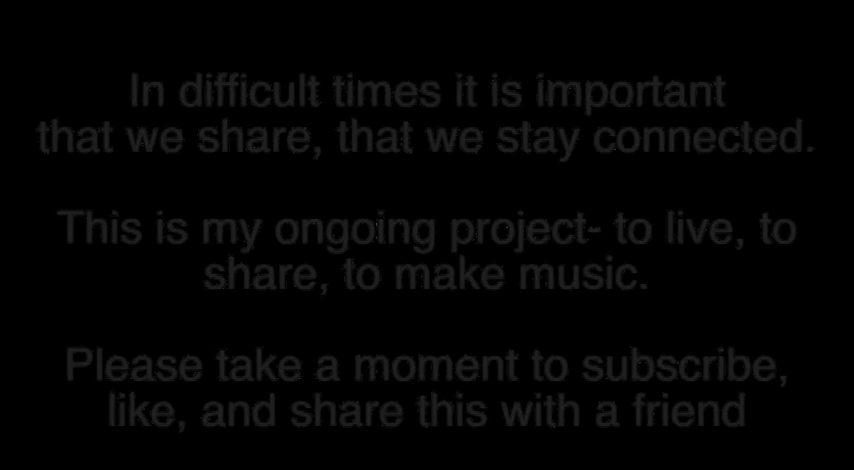 In difficult times it is important
that we share, that we stay connected.
This is my ongoing project- to live, to
share, to make music.
Please take a moment to subscribe,
like, and share this with a friend